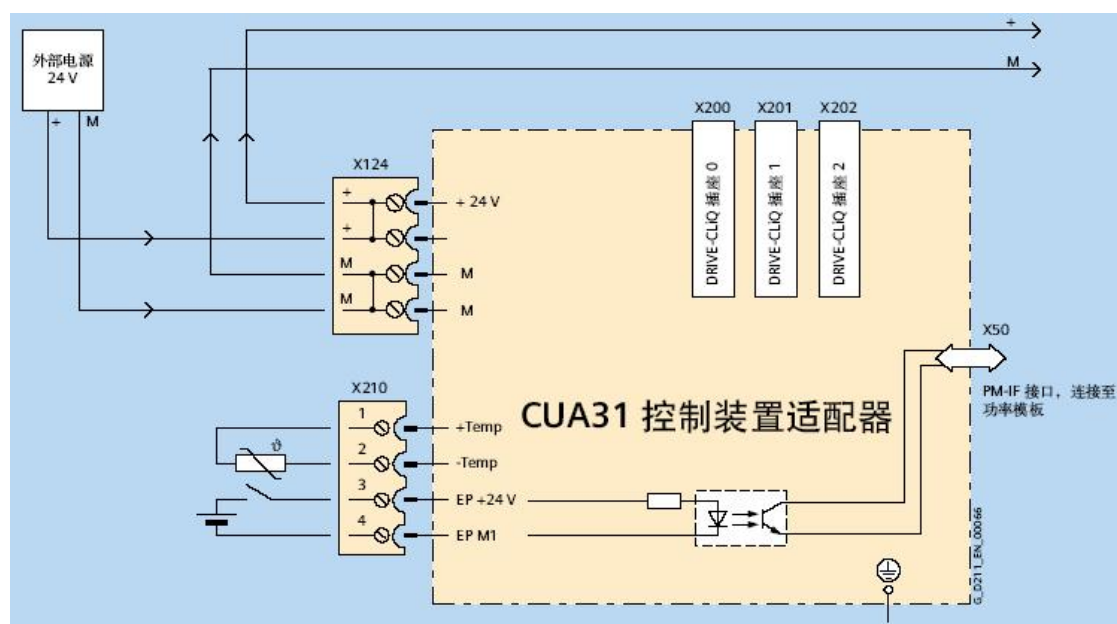 +
M
外部电源
24 V
+
M
X200
X201
X202
DRIVE-CLiQ 插座 0
DRIVE-CLiQ 插座 1
DRIVE-CLiQ 插座 2
X124
+
+ 24 V
+
M
M
M
M
X50
PM-IF 接口，连接至
功率模板
X210
CUA31 控制装置适配器
1
+Temp
ϑ
2
-Temp
3
EP +24 V
4
EP M1
G_D211_EN_00066